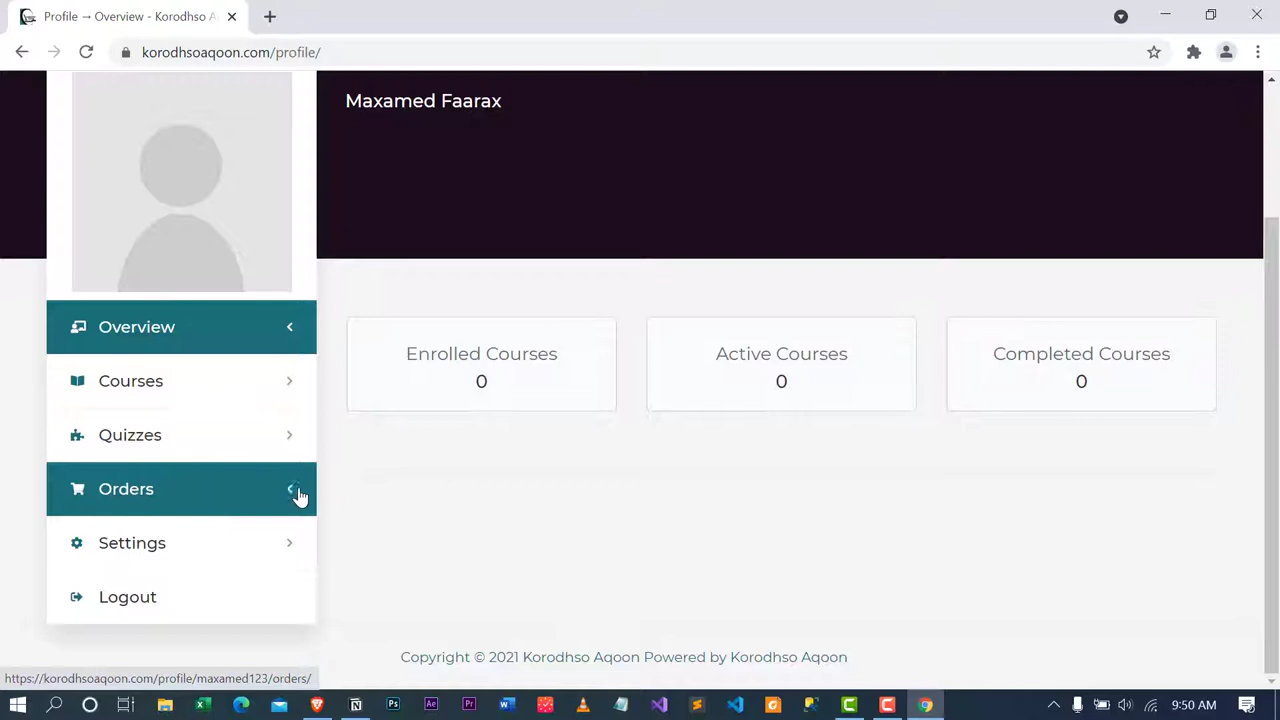 Profile → Overview - Korodhso A
korodhsoaqoon.com/profile/
Maxamed Faarax
Overview
Courses
Quizzes
Orders
Settings
Logout
Enrolled Courses
0
Active Courses
0
Completed Courses
0
Copyright © 2021 Korodhso Aqoon Powered by Korodhso Aqoon
https://korodhsoaqoon.com/profile/maxamed123/orders/
9:50 AM